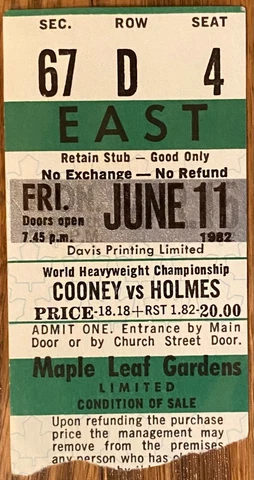 SEC. ROW SEAT
67 D 4
EAST
Retain Stub — Good Only
No Exchange — No Refund
FRI. JUNE 11
Doors open
7.45 p.m. 1982
Davis Printing Limited
World Heavyweight Championship
COONEY vs HOLMES
PRICE-18.18+RST 1.82-20.00
ADMIT ONE. Entrance by Main
Door or by Church Street Door.
Maple Leaf Gardens
LIMITED
CONDITION OF SALE
Upon refunding the purchase
price the management may
remove from the premises
any person who has